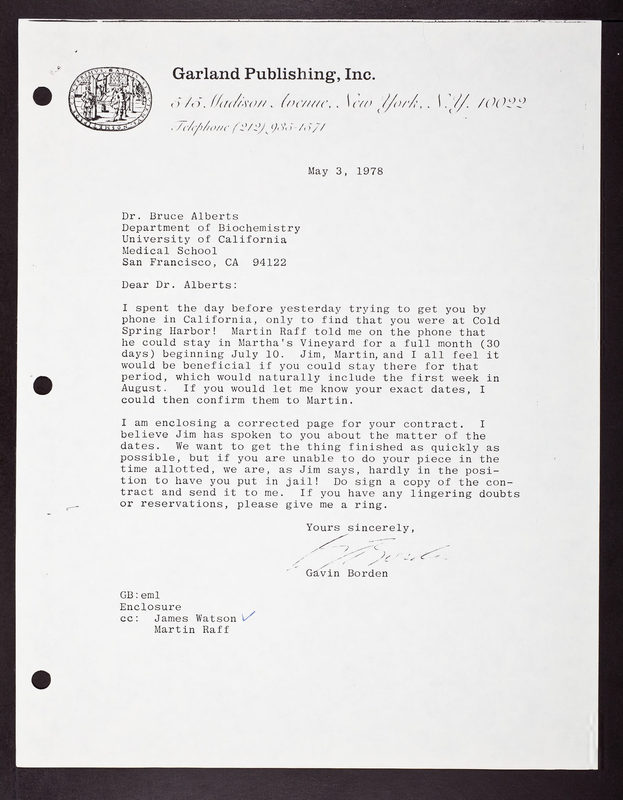 Garland Publishing, Inc.
545 Madison Avenue, New York, N.Y. 10022
Telephone (212)
May 3, 1978
Dr. Bruce Alberts
Department of Biochemistry
University of California
Medical School
San Francisco, CA  94122
Dear Dr. Alberts:
I spent the day before yesterday trying to get you by
phone in California, only to find that you were at Cold
Spring Harbor!  Martin Raff told me on the phone that
he could stay in Martha's Vineyard for a full month (30
days) beginning July 10.  Jim, Martin, and I all feel it
would be beneficial if you could stay there for that
period, which would naturally include the first week in
August.  If you would let me know your exact dates, I
could then confirm them to Martin.
I am enclosing a corrected page for your contract.  I
believe Jim has spoken to you about the matter of the
dates.  We want to get the thing finished as quickly as
possible, but if you are unable to do your piece in the
time allotted, we are, as Jim says, hardly in the posi-
tion to have you put in jail!  Do sign a copy of the con-
tract and send it to me.  If you have any lingering doubts
or reservations, please give me a ring.
Yours sincerely,
Borden
Gavin Borden
GB:eml
Enclosure
cc:  James Watson ✓
Martin Raff